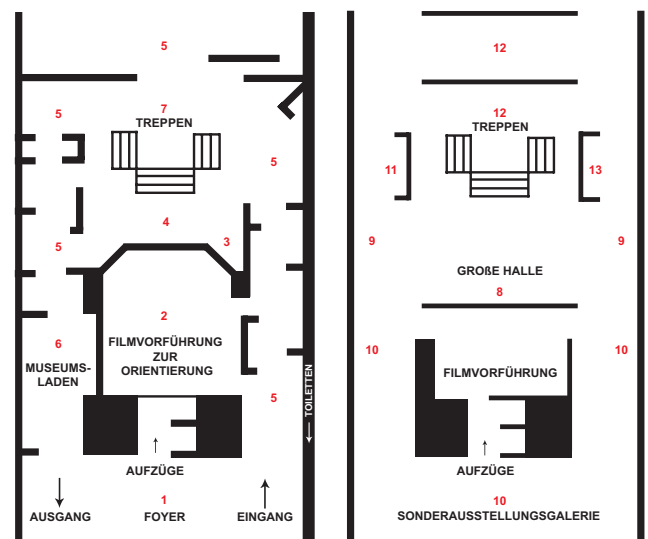 5
5
7
TREPPEN
5
4
3
5
2
6
FILMVORFÜHRUNG
ZUR
ORIENTIERUNG
MUSEUMS-
LADEN
5
TOILETTEN
AUFZÜGE
1
AUSGANG
FOYER
EINGANG
12
12
TREPPEN
11
13
9
9
GROßE HALLE
8
10
10
FILMVORFÜHRUNG
AUFZÜGE
10
SONDERAUSSTELLUNGSGALERIE